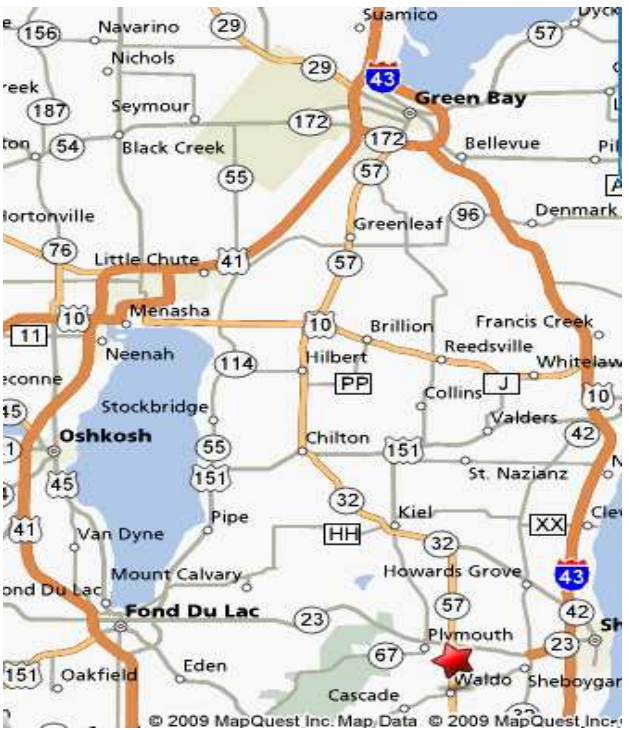 Suamico
Dyck
156
Navarino
29
57
Nichols
29
43
reek
187
Seymour
Green Bay
172
172
ton
54
Black Creek
Bellevue
Pil
57
55
A
Hortonville
Greenleaf
96
Denmark
76
Little Chute
41
57
10
Menasha
10
Francis Creek
11
Brillion
Neenah
Reedsville
114
Hilbert
Whitelaw
econne
PP
J
10
45
Stockbridge
Collins
Valders
42
1
Oshkosh
55
Chilton
151
45
151
St. Nazianz
N
32
41
Pipe
Kiel
Van Dyne
HH
XX
Clev
32
Mount Calvary
Howards Grove
43
ond Du Lac
57
42
Fond Du Lac
23
Plymouth
Sh
67
23
151
Oakfield
Eden
Waldo
Sheboygan
Cascade
32
© 2009 MapQuest Inc. Map Data © 2009 MapQuest Inc.